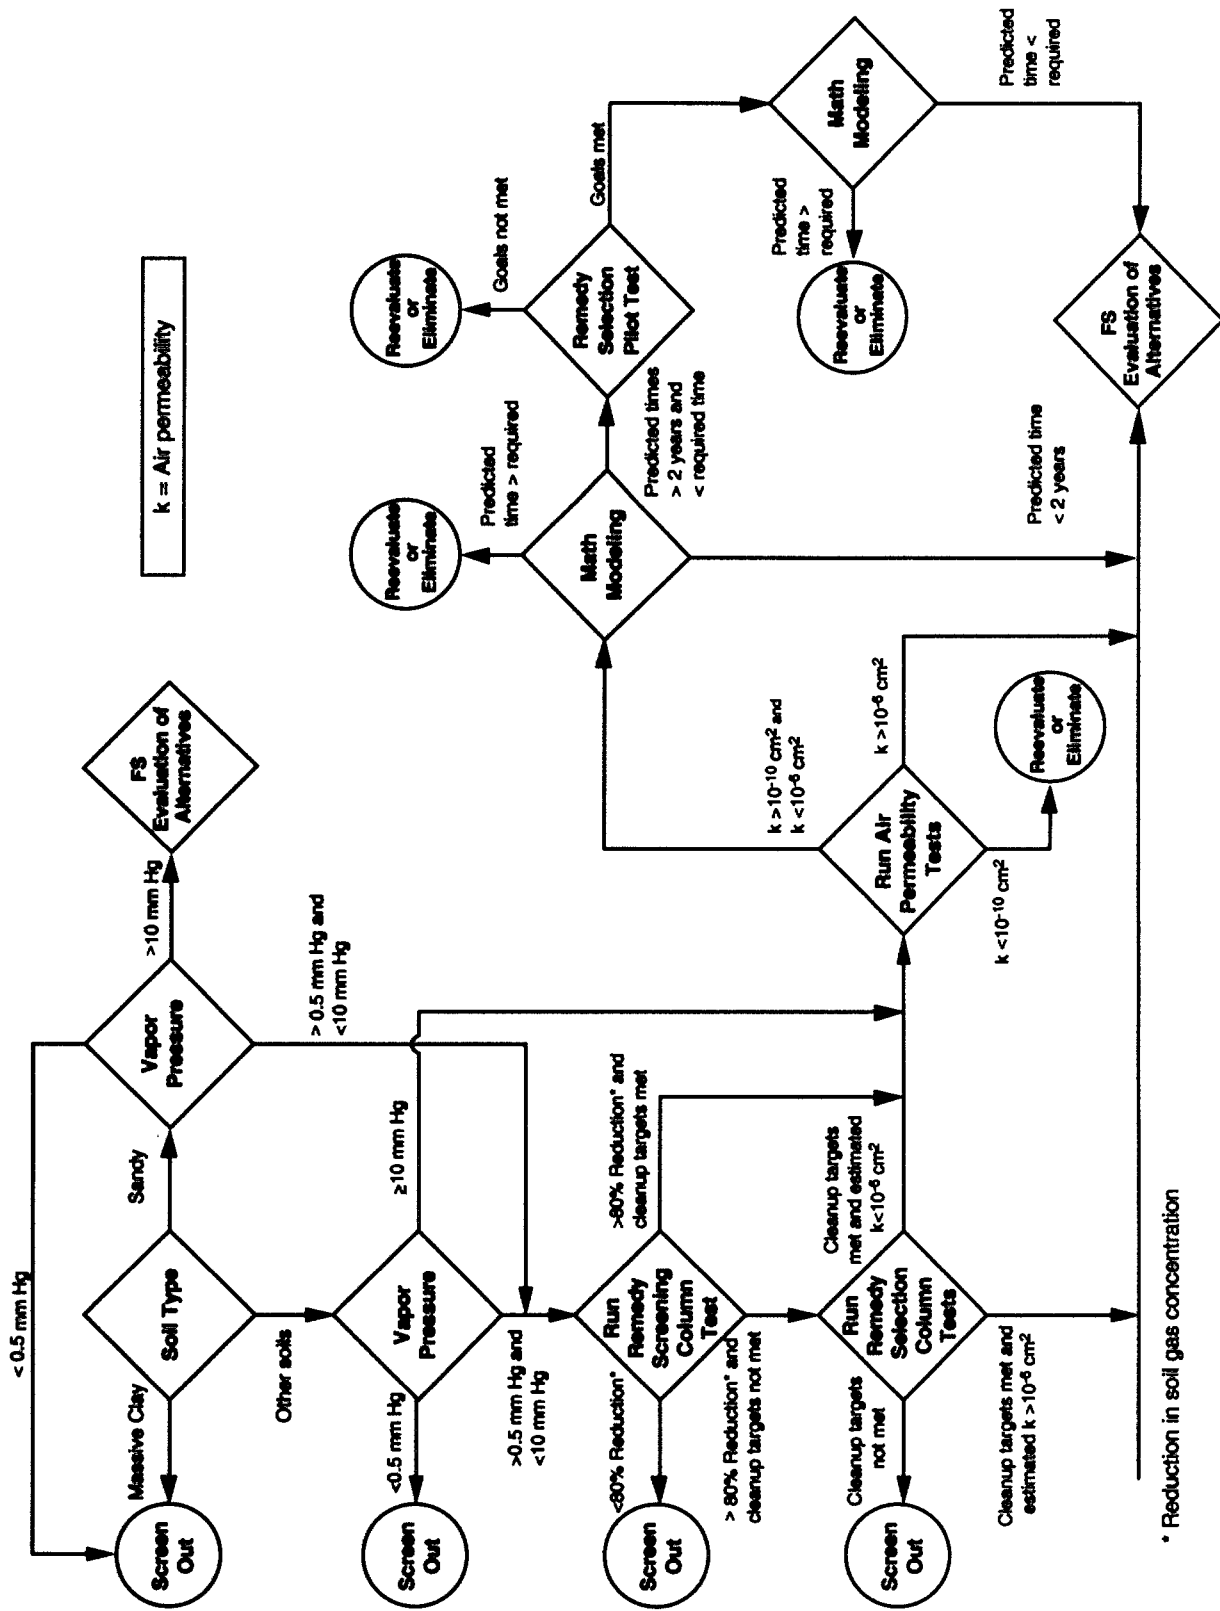 k = Air permeability
< 0.5 mm Hg
Screen
Out
Massive Clay
Soil Type
Sandy
Vapor
Pressure
>10 mm Hg
FS
Evaluation of
Alternatives
Other soils
> 0.5 mm Hg and
<10 mm Hg
Screen
Out
<0.5 mm Hg
Vapor
Pressure
≥10 mm Hg
>0.5 mm Hg and
<10 mm Hg
Screen
Out
<80% Reduction*
Run
Remedy
Screening
Column
Test
>80% Reduction* and
cleanup targets met
> 80% Reduction* and
cleanup targets not met
Screen
Out
Cleanup targets
not met
Run
Remedy
Selection
Column
Tests
Cleanup targets
met and estimated
k<10⁻⁶ cm²
Cleanup targets met and
estimated k >10⁻⁶ cm²
Run Air
Permeability
Tests
k >10⁻¹⁰ cm² and
k <10⁻⁶ cm²
k >10⁻⁶ cm²
k <10⁻¹⁰ cm²
Reevaluate
or
Eliminate
Math
Modeling
Predicted
time > required
Reevaluate
or
Eliminate
Predicted times
> 2 years and
< required time
Predicted time
< 2 years
Remedy
Selection
Pilot Test
Goals not met
Reevaluate
or
Eliminate
Goals met
Math
Modeling
Predicted
time >
required
Reevaluate
or
Eliminate
Predicted
time <
required
FS
Evaluation of
Alternatives
* Reduction in soil gas concentration